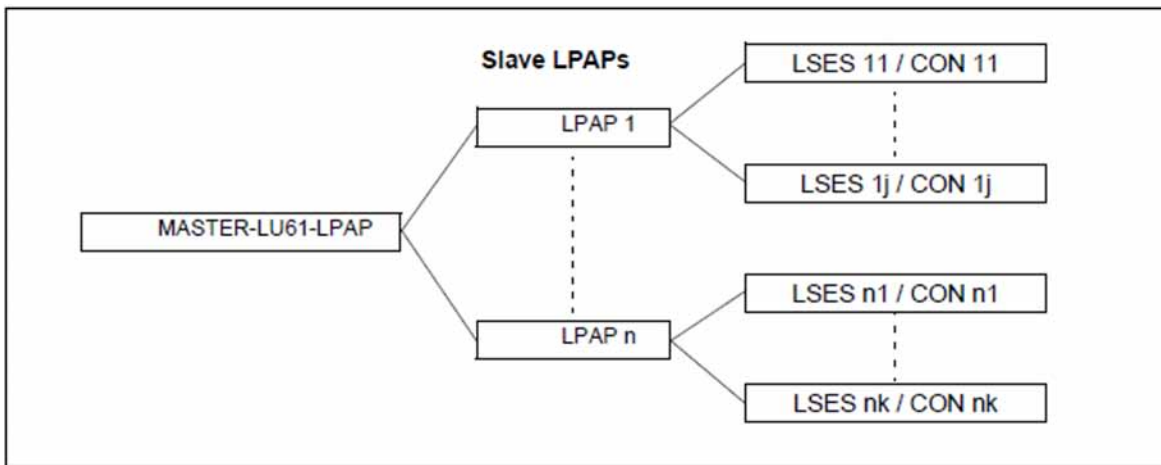 Slave LPAPs
LSES 11 / CON 11
LPAP 1
LSES 1j / CON 1j
MASTER-LU61-LPAP
LSES n1 / CON n1
LPAP n
LSES nk / CON nk